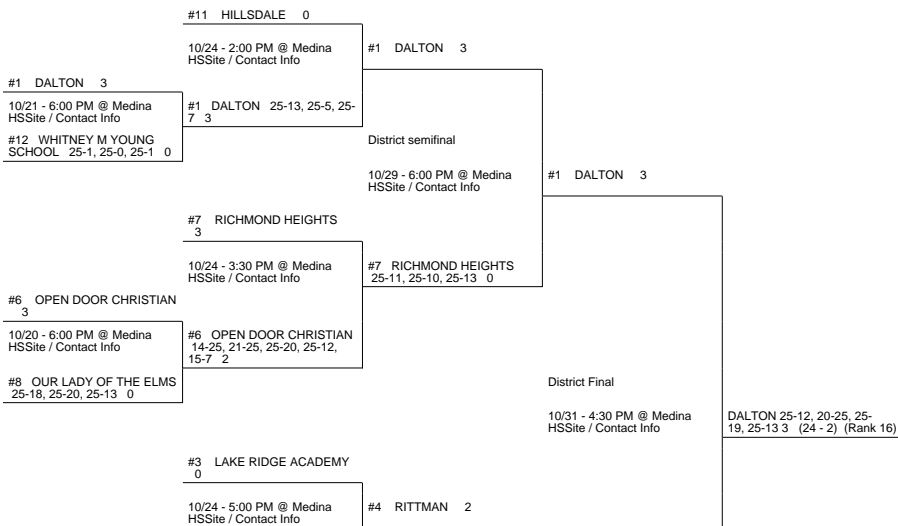 #11 HILLSDALE 0
10/24 - 2:00 PM @ Medina
HSSite / Contact Info
#1 DALTON 3
#1 DALTON 3
10/21 - 6:00 PM @ Medina
HSSite / Contact Info
#1 DALTON 25-13, 25-5, 25-
7 3
#12 WHITNEY M YOUNG
SCHOOL 25-1, 25-0, 25-1 0
District semifinal
10/29 - 6:00 PM @ Medina
HSSite / Contact Info
#1 DALTON 3
#7 RICHMOND HEIGHTS
3
10/24 - 3:30 PM @ Medina
HSSite / Contact Info
#7 RICHMOND HEIGHTS
25-11, 25-10, 25-13 0
#6 OPEN DOOR CHRISTIAN
3
10/20 - 6:00 PM @ Medina
HSSite / Contact Info
#6 OPEN DOOR CHRISTIAN
14-25, 21-25, 25-20, 25-12,
15-7 2
#8 OUR LADY OF THE ELMS
25-18, 25-20, 25-13 0
District Final
10/31 - 4:30 PM @ Medina
HSSite / Contact Info
DALTON 25-12, 20-25, 25-
19, 25-13 3 (24 - 2) (Rank 16)
#3 LAKE RIDGE ACADEMY
0
10/24 - 5:00 PM @ Medina
HSSite / Contact Info
#4 RITTMAN 2